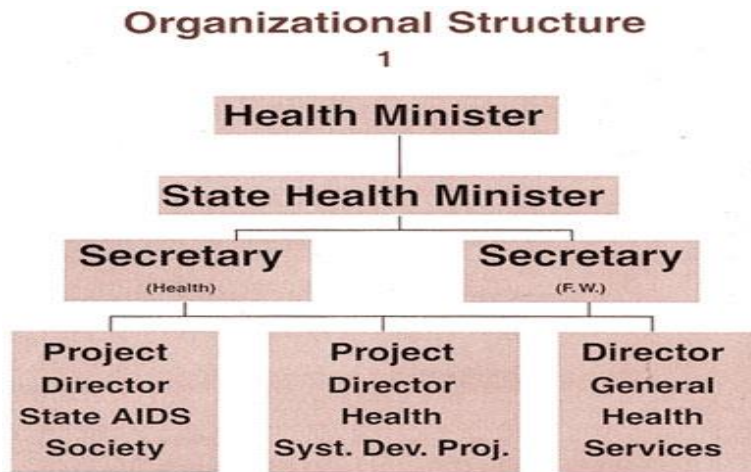 Organizational Structure
1
Health Minister
State Health Minister
Secretary
(Health)
Secretary
(F. W.)
Project
Director
State AIDS
Society
Project
Director
Health
Syst. Dev. Proj.
Director
General
Health
Services